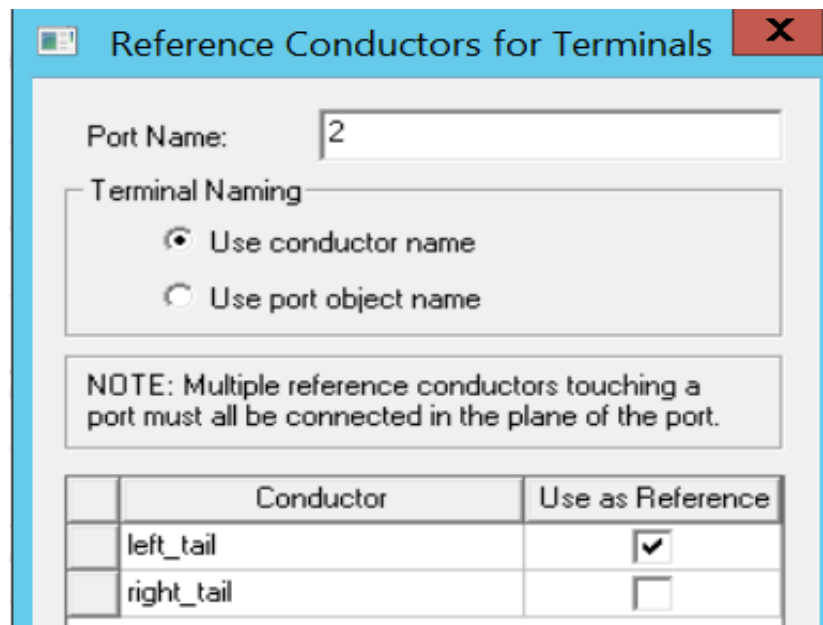 Reference Conductors for Terminals
X
Port Name:
2
Terminal Naming
Use conductor name
Use port object name
NOTE: Multiple reference conductors touching a
port must all be connected in the plane of the port.
Conductor Use as Reference
left_tail
right_tail